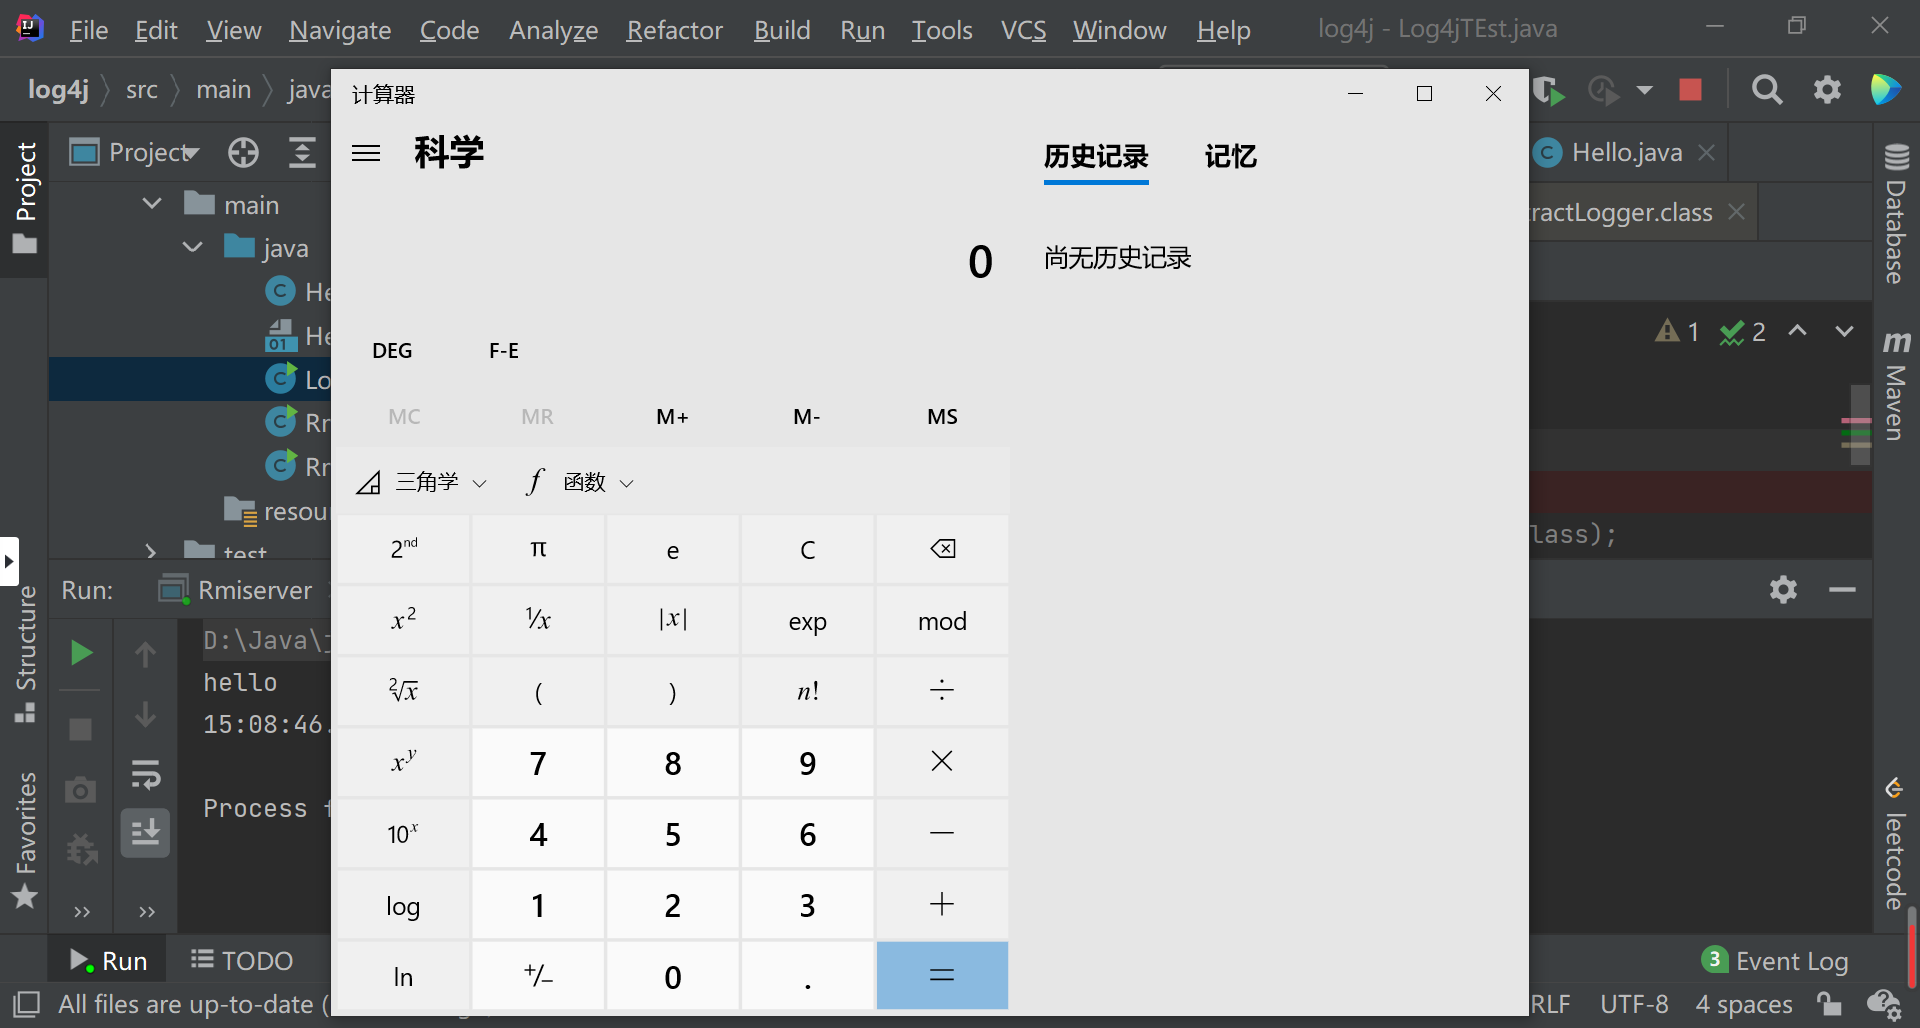 File Edit View Navigate Code Analyze Refactor Build Run Tools VCS Window Help log4j - Log4jTEst.java
log4j src main java
计算器
科学
历史记录 记忆
0
尚无历史记录
DEG F-E
MC MR M+ M- MS
三角学 f 函数
2nd π e C
x2 1/x |x| exp mod
2√x ( ) n! ÷
xy 7 8 9 ×
10x 4 5 6 −
log 1 2 3 +
ln +/− 0 . =
Project
Project
main
java
He
He
Lo
Rr
Rr
resou
test
Hello.java
ractLogger.class
1 2
lass);
Database
Maven
leetcode
Structure
Favorites
Run: Rmiserver
D:\Java\
hello
15:08:46.
Process
Run TODO
3 Event Log
All files are up-to-date (
RLF UTF-8 4 spaces